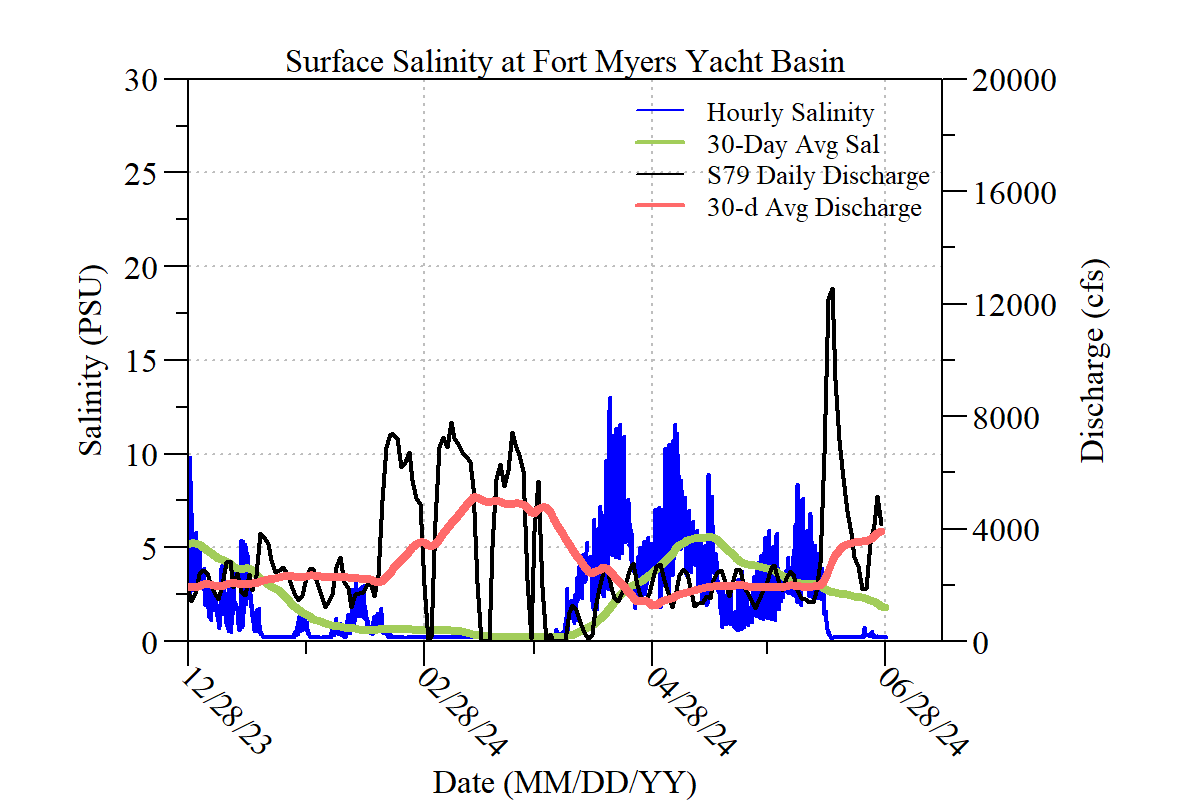 Surface Salinity at Fort Myers Yacht Basin
30
25
20
15
10
5
0
Salinity (PSU)
Hourly Salinity
30-Day Avg Sal
S79 Daily Discharge
30-d Avg Discharge
20000
16000
12000
8000
4000
0
Discharge (cfs)
12/28/23
02/28/24
04/28/24
06/28/24
Date (MM/DD/YY)